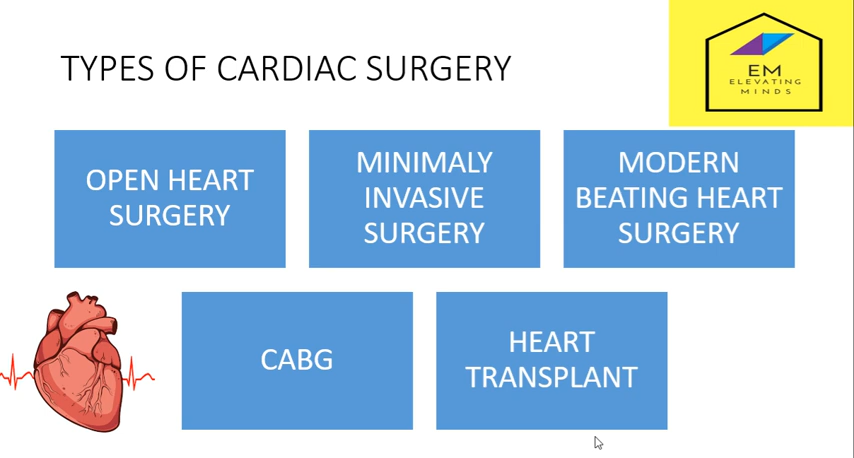 TYPES OF CARDIAC SURGERY
EM
ELEVATING
MINDS
OPEN HEART
SURGERY
MINIMALY
INVASIVE
SURGERY
MODERN
BEATING HEART
SURGERY
CABG
HEART
TRANSPLANT